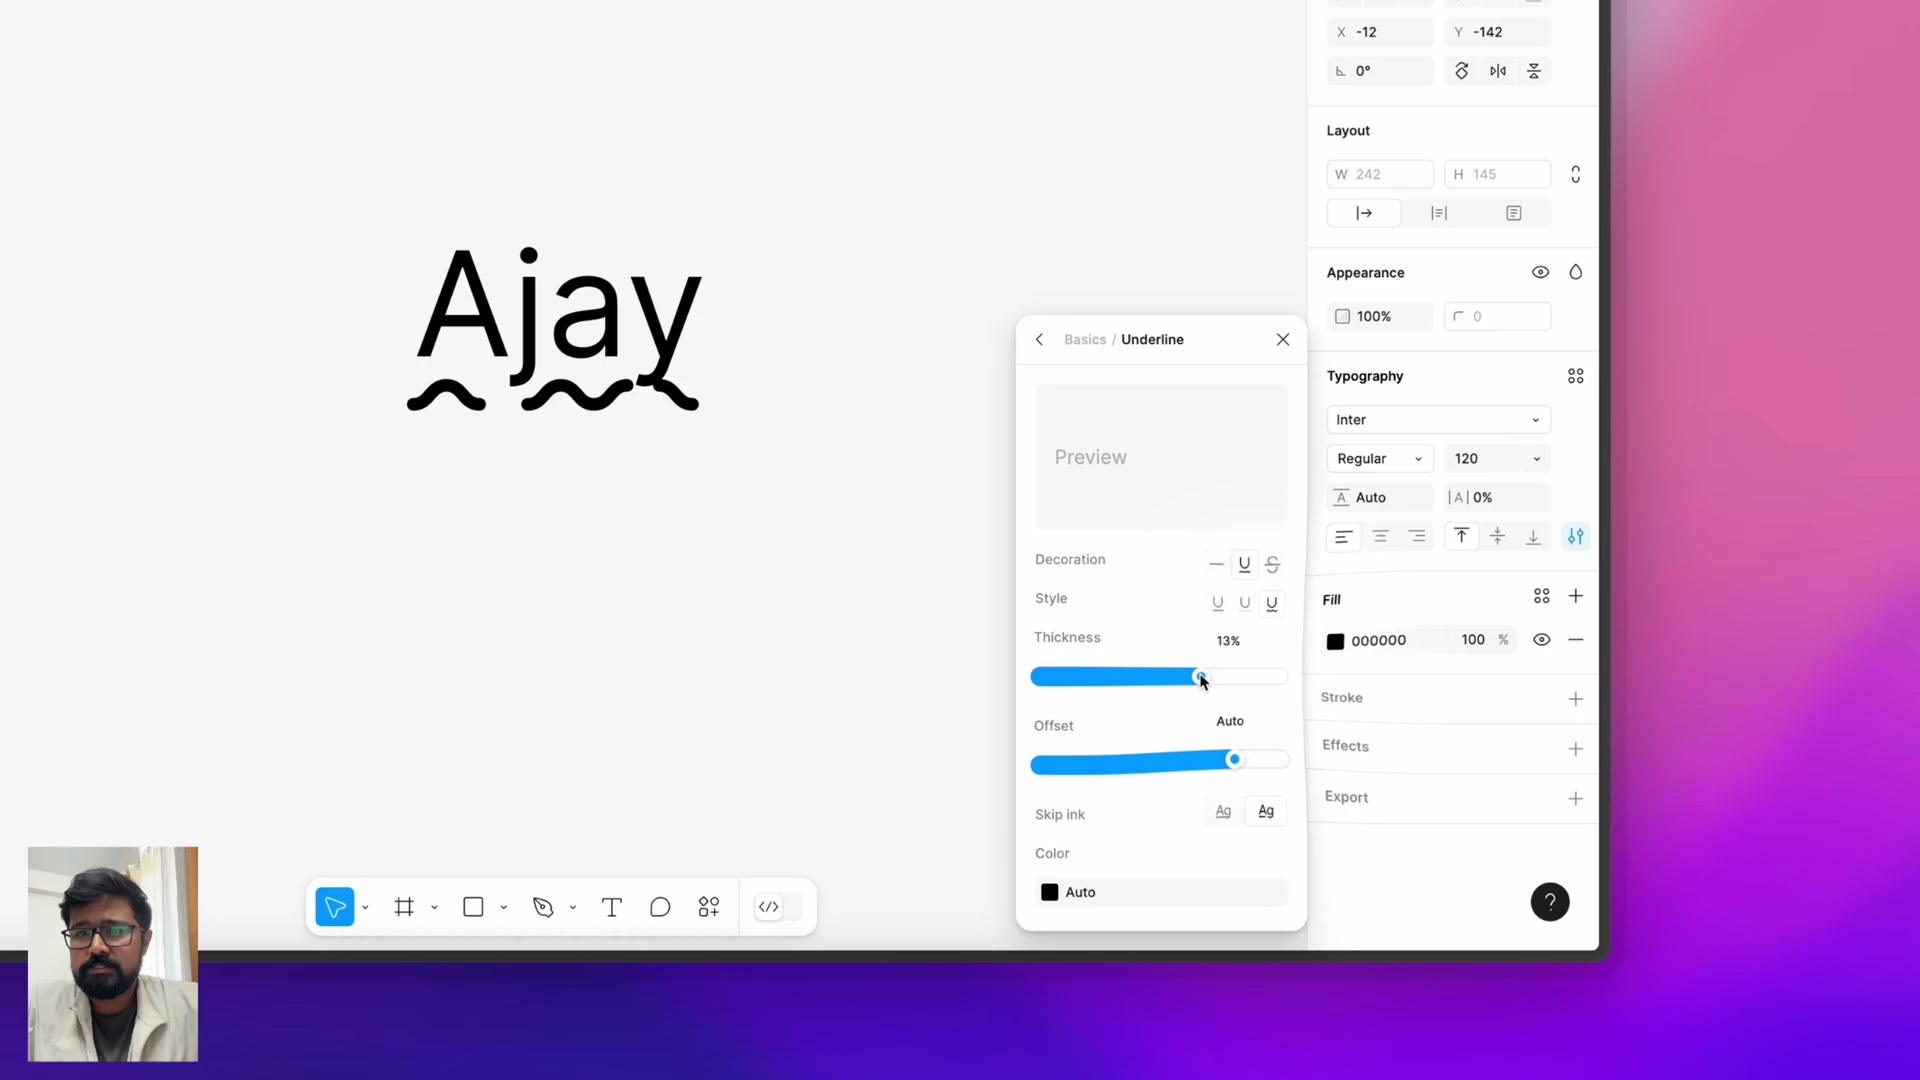 X -12 Y -142
0°
Layout
W 242 H 145
Appearance
100% 0
Ajay
Basics / Underline
Typography
Inter
Preview
Regular 120
A Auto |A| 0%
Decoration U S
Style U U U
Fill
Thickness 13%
000000 100 %
Stroke
Offset Auto
Effects
Export
Skip ink Ag Ag
Color
Auto
T </> ?